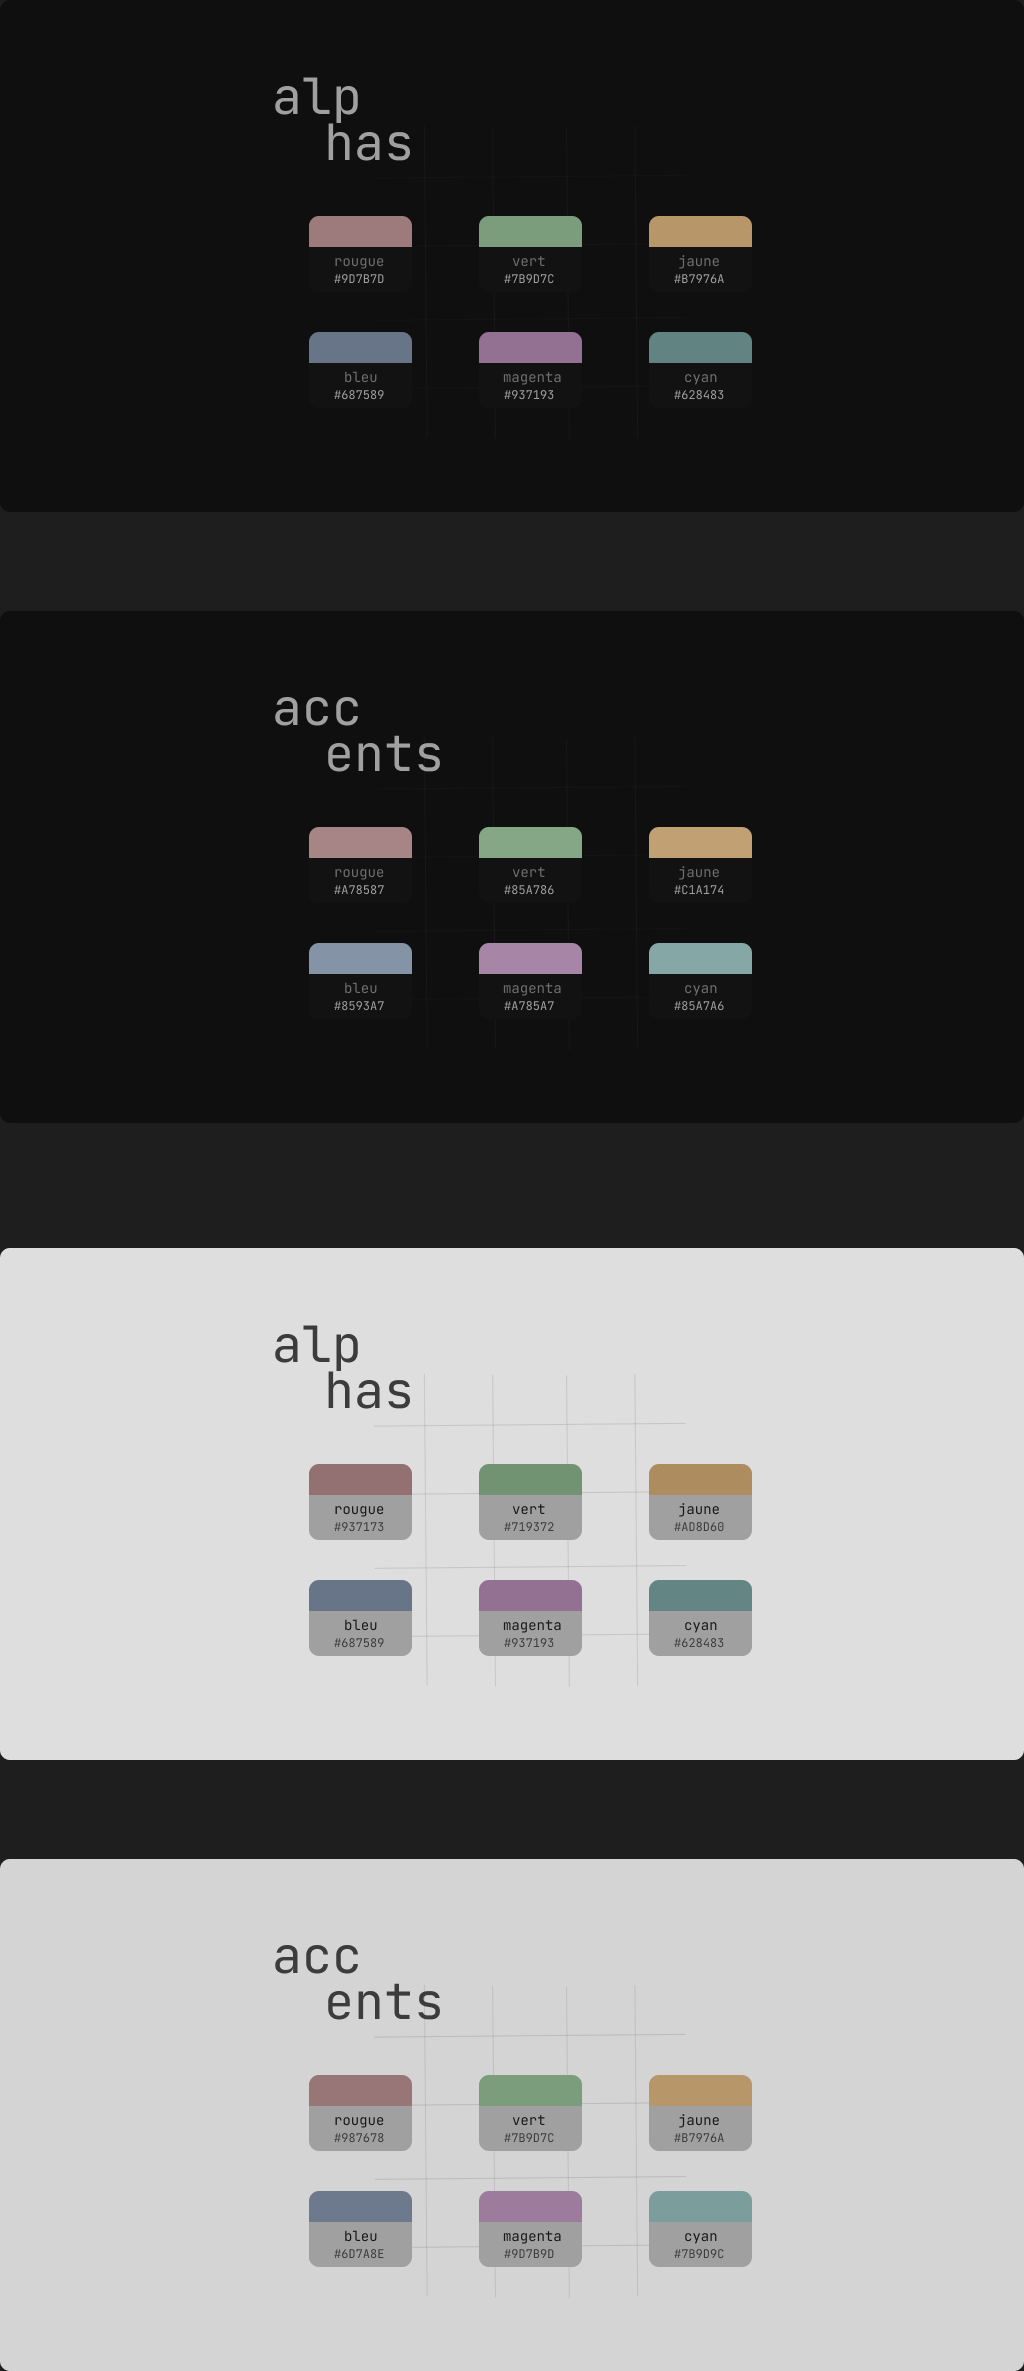 alp
has
rougue vert jaune
#9D7B7D #7B9D7C #B7976A
bleu magenta cyan
#687589 #937193 #628483
acc
ents
rougue vert jaune
#A78587 #85A786 #C1A174
bleu magenta cyan
#8593A7 #A785A7 #85A7A6
alp
has
rougue vert jaune
#937173 #719372 #AD8D60
bleu magenta cyan
#687589 #937193 #628483
acc
ents
rougue vert jaune
#987678 #7B9D7C #B7976A
bleu magenta cyan
#6D7A8E #9D7B9D #7B9D9C